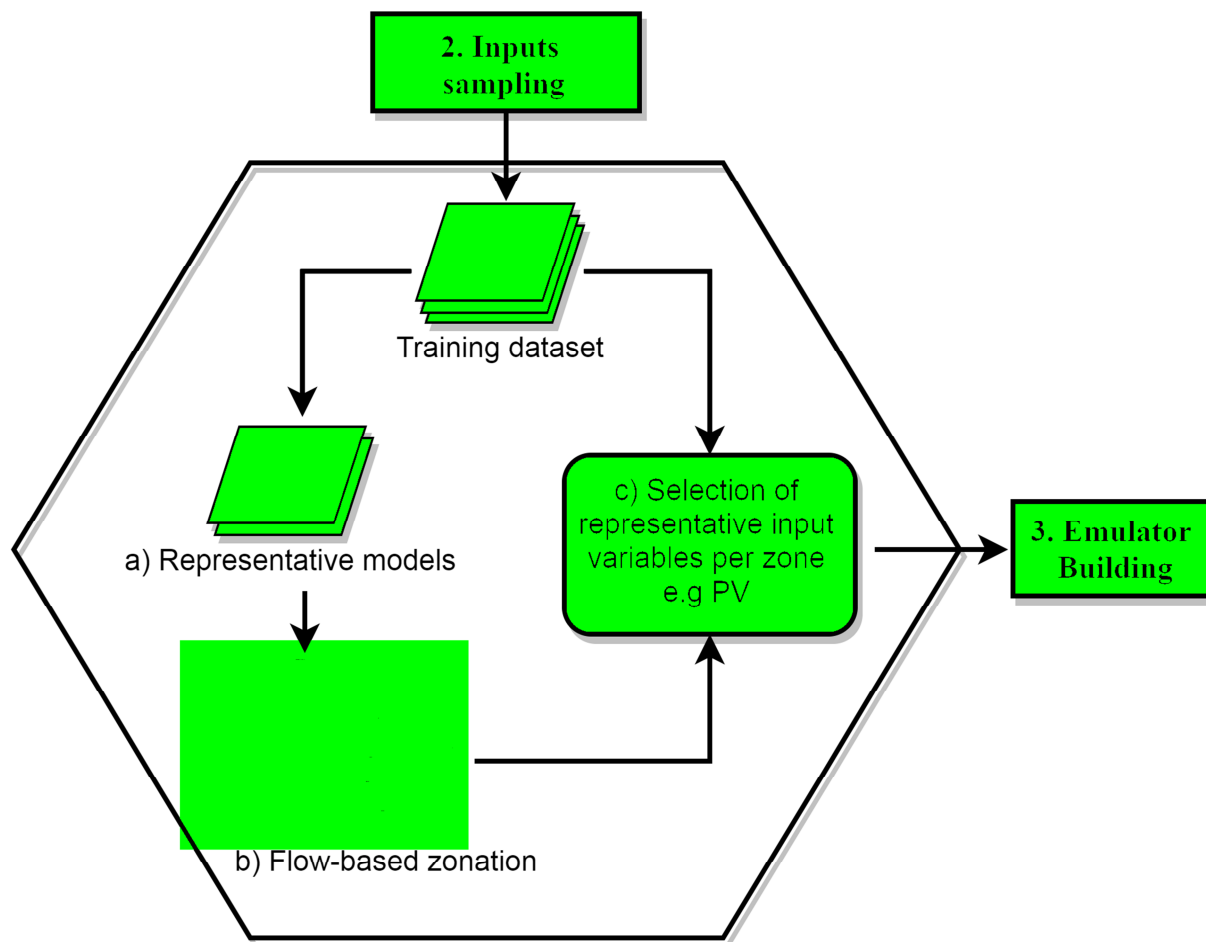 2. Inputs
sampling
Training dataset
a) Representative models
c) Selection of
representative input
variables per zone
e.g PV
3. Emulator
Building
b) Flow-based zonation